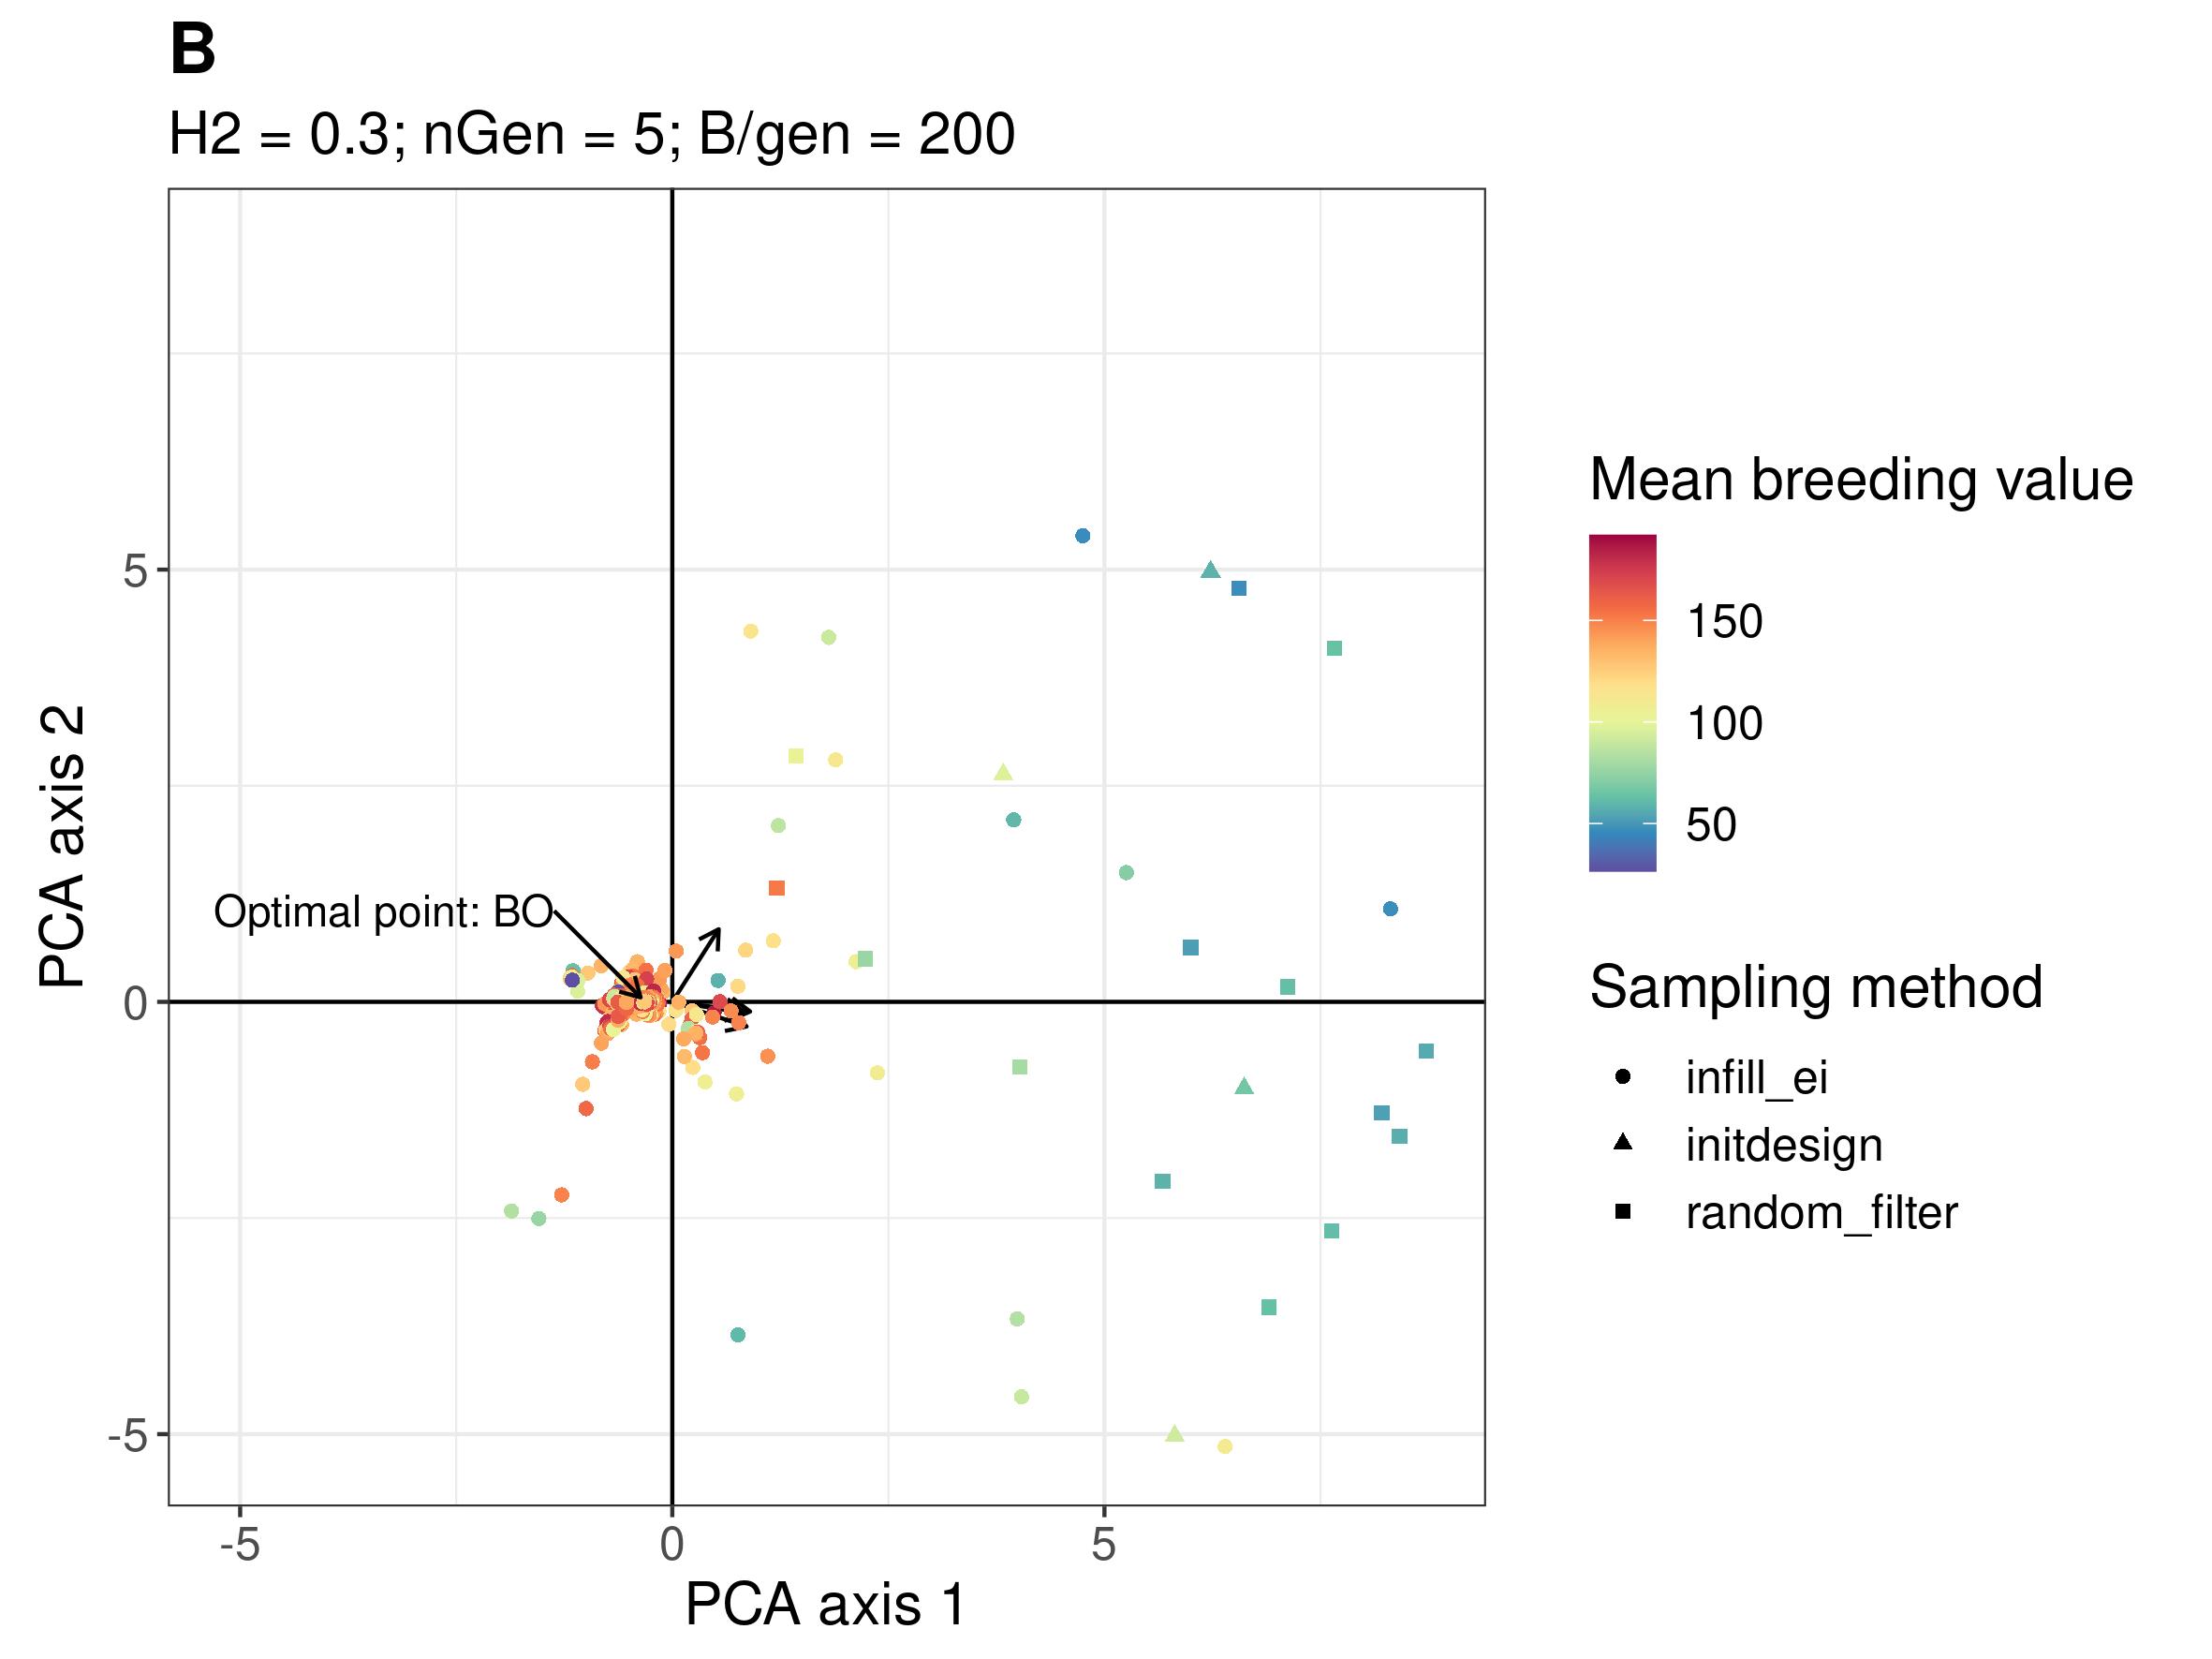 B
H2 = 0.3; nGen = 5; B/gen = 200
PCA axis 2
5
0
-5
Optimal point: BO
-5
0
5
PCA axis 1
Mean breeding value
150
100
50
Sampling method
infill_ei
initdesign
random_filter